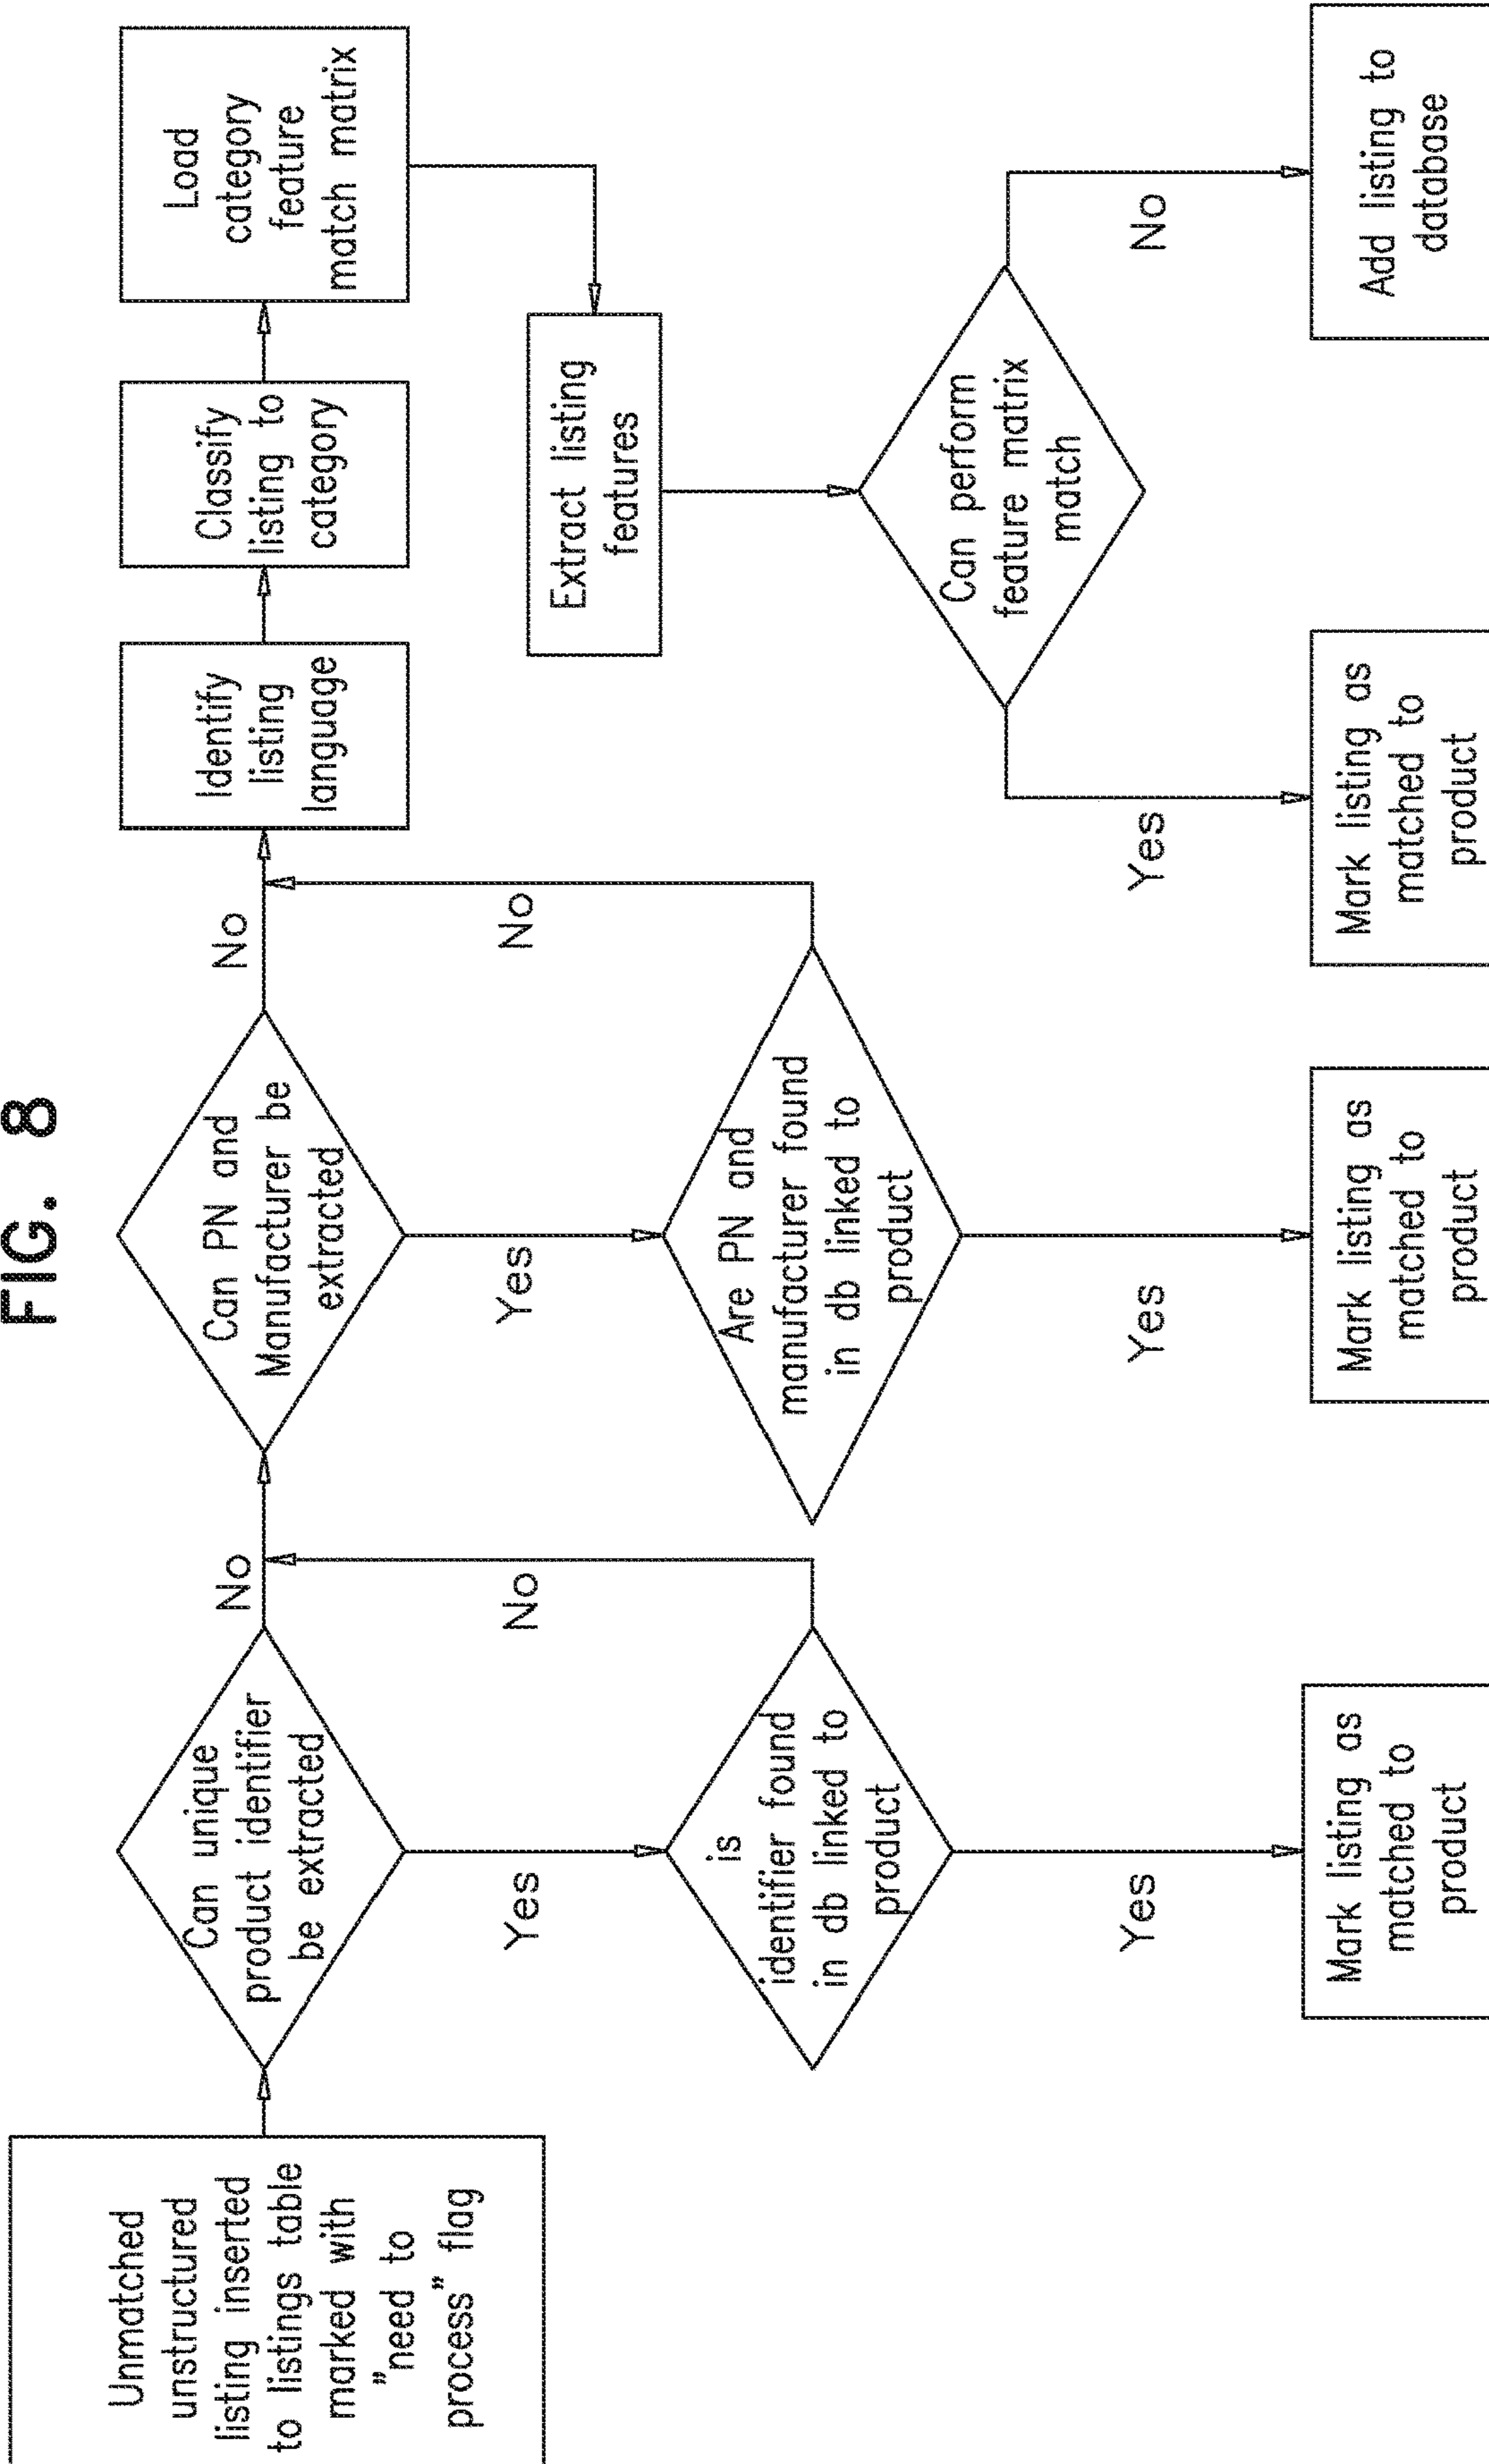 FIG. 8
Unmatched
unstructured
listing inserted
to listings table
marked with
"need to
process" flag
Can unique
product identifier
be extracted
No
Yes
is
identifier found
in db linked to
product
No
Yes
Mark listing as
matched to
product
Can PN and
Manufacturer be
extracted
No
Yes
Are PN and
manufacturer found
in db linked to
product
No
Yes
Mark listing as
matched to
product
Identify
listing
language
Classify
listing to
category
Load
category
feature
match matrix
Extract listing
features
Can perform
feature matrix
match
Yes
No
Mark listing as
matched to
product
Add listing to
database